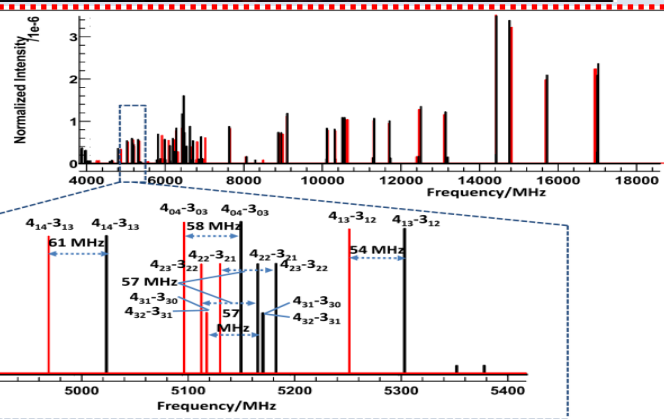 Normalized Intensity
/1e-6
3
2
1
0
4000 6000 8000 10000 12000 14000 16000 18000
Frequency/MHz
4₀₄-3₀₃ 4₀₄-3₀₃
4₁₄-3₁₃ 4₁₄-3₁₃ 4₁₃-3₁₂ 4₁₃-3₁₂
58 MHz
61 MHz
54 MHz
4₂₂-3₂₁ 4₂₂-3₂₁
4₂₃-3₂₂ 4₂₃-3₂₂
57 MHz
4₃₁-3₃₀ 4₃₁-3₃₀
4₃₂-3₃₁ 4₃₂-3₃₁
57
MHz
5000 5100 5200 5300 5400
Frequency/MHz